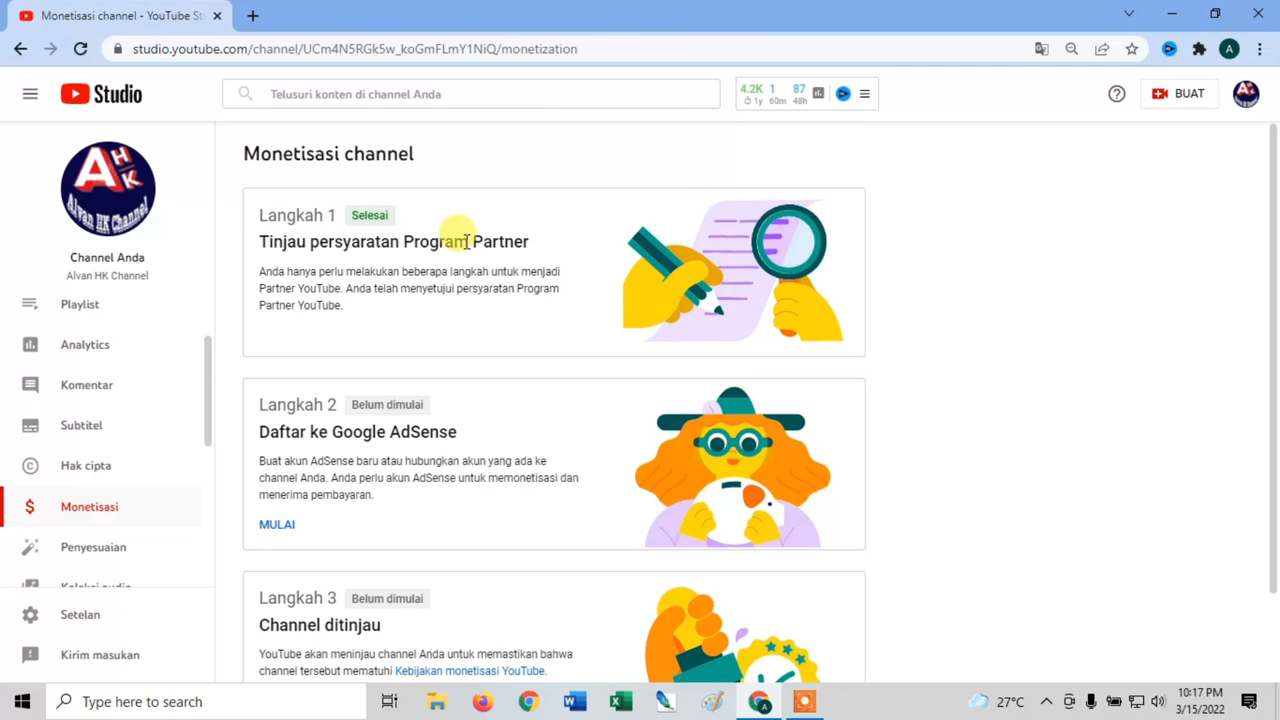 Monetisasi channel - YouTube St
studio.youtube.com/channel/UCm4N5RGk5w_koGmFLmY1NiQ/monetization
Studio
Telusuri konten di channel Anda
4.2K 1 87
1y 60m 48h
BUAT
A
AHK
Alvan HK Channel
Channel Anda
Alvan HK Channel
Playlist
Analytics
Komentar
Subtitel
Hak cipta
Monetisasi
Penyesuaian
Koleksi audio
Setelan
Kirim masukan
Monetisasi channel
Langkah 1 Selesai
Tinjau persyaratan Program Partner
Anda hanya perlu melakukan beberapa langkah untuk menjadi
Partner YouTube. Anda telah menyetujui persyaratan Program
Partner YouTube.
Langkah 2 Belum dimulai
Daftar ke Google AdSense
Buat akun AdSense baru atau hubungkan akun yang ada ke
channel Anda. Anda perlu akun AdSense untuk memonetisasi dan
menerima pembayaran.
MULAI
Langkah 3 Belum dimulai
Channel ditinjau
YouTube akan meninjau channel Anda untuk memastikan bahwa
channel tersebut mematuhi Kebijakan monetisasi YouTube.
Type here to search
27°C
10:17 PM
3/15/2022